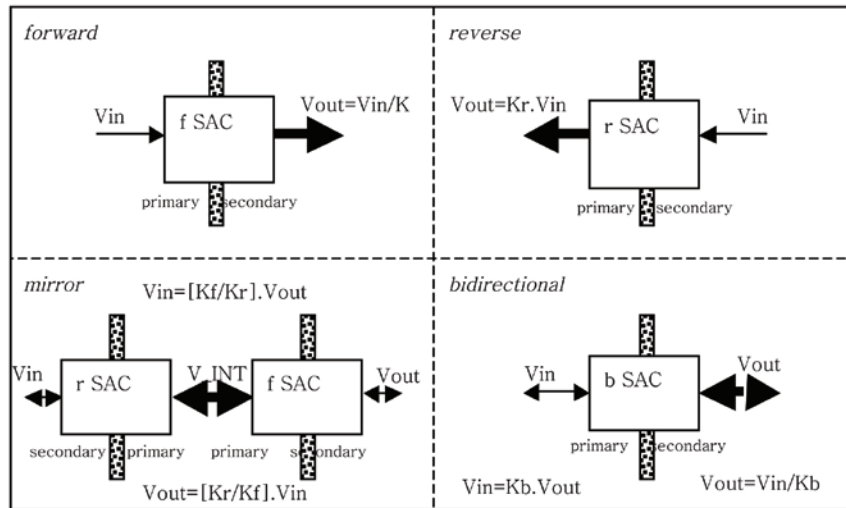 forward
Vin
f SAC
Vout=Vin/K
primary
secondary
reverse
Vout=Kr.Vin
r SAC
Vin
primary
secondary
mirror
Vin=[Kf/Kr].Vout
Vin
r SAC
V_INT
f SAC
Vout
secondary
primary
primary
secondary
Vout=[Kr/Kf].Vin
bidirectional
Vin
b SAC
Vout
primary
secondary
Vin=Kb.Vout
Vout=Vin/Kb